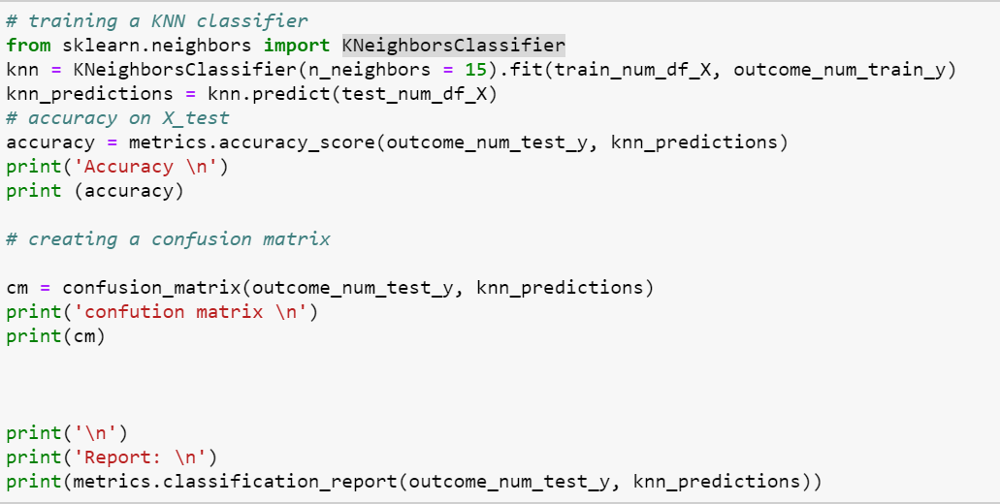 # training a KNN classifier
from sklearn.neighbors import KNeighborsClassifier
knn = KNeighborsClassifier(n_neighbors = 15).fit(train_num_df_X, outcome_num_train_y)
knn_predictions = knn.predict(test_num_df_X)
# accuracy on X_test
accuracy = metrics.accuracy_score(outcome_num_test_y, knn_predictions)
print('Accuracy \n')
print (accuracy)
# creating a confusion matrix
cm = confusion_matrix(outcome_num_test_y, knn_predictions)
print('confution matrix \n')
print(cm)
print('\n')
print('Report: \n')
print(metrics.classification_report(outcome_num_test_y, knn_predictions))